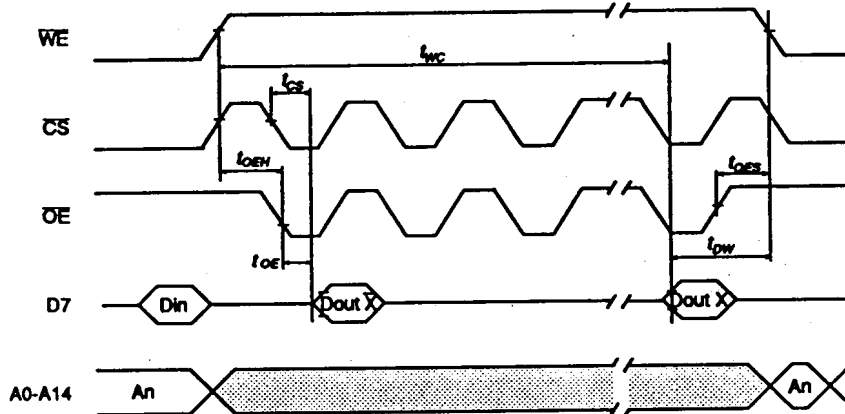 WE
tWC
tCS
CS
tOEH
tOES
OE
tOE
tDW
D7
Din
Dout X̅
Dout X
A0-A14
An
An